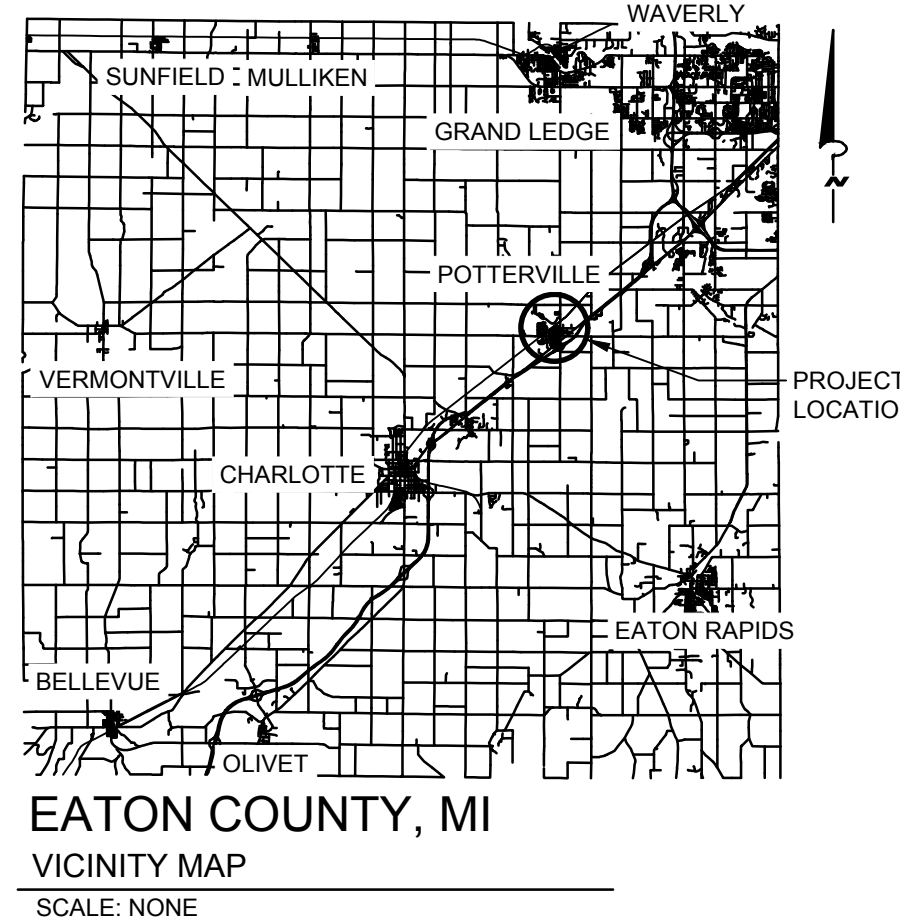 WAVERLY
SUNFIELD MULLIKEN
GRAND LEDGE
N
POTTERVILLE
VERMONTVILLE
PROJECT
LOCATIO
CHARLOTTE
EATON RAPIDS
BELLEVUE
OLIVET
EATON COUNTY, MI
VICINITY MAP
SCALE: NONE